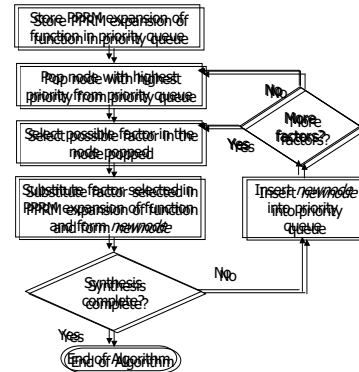 Store PPRM expansion of
function in priority queue
Pop node with highest
priority from priority queue
No
More
factors?
Select possible factor in the
node popped
Yes
Substitute factor selected in
PPRM expansion of function
and form newnode
Insert newnode
into priority
queue
Synthesis
complete?
No
Yes
End of Algorithm